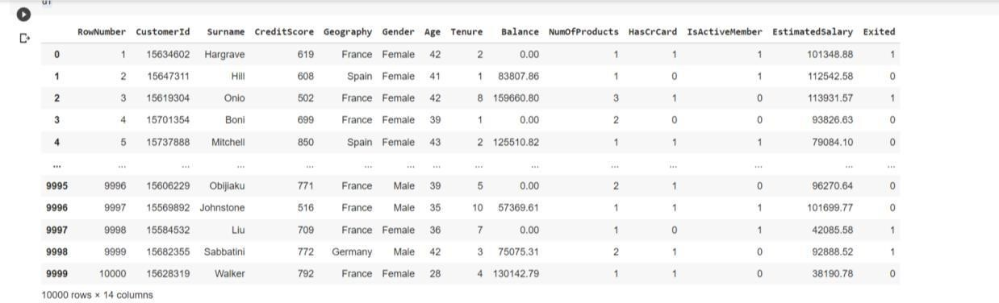 RowNumber CustomerId Surname CreditScore Geography Gender Age Tenure Balance NumOfProducts HasCrCard IsActiveMember EstimatedSalary Exited
0 1 15634602 Hargrave 619 France Female 42 2 0.00 1 1 1 101348.88 1
1 2 15647311 Hill 608 Spain Female 41 1 83807.86 1 0 1 112542.58 0
2 3 15619304 Onio 502 France Female 42 8 159660.80 3 1 0 113931.57 1
3 4 15701354 Boni 699 France Female 39 1 0.00 2 0 0 93826.63 0
4 5 15737888 Mitchell 850 Spain Female 43 2 125510.82 1 1 1 79084.10 0
... ... ... ... ... ... ... ... ... ... ... ... ... ... ...
9995 9996 15606229 Obijiaku 771 France Male 39 5 0.00 2 1 0 96270.64 0
9996 9997 15569892 Johnstone 516 France Male 35 10 57369.61 1 1 1 101699.77 0
9997 9998 15584532 Liu 709 France Female 36 7 0.00 1 0 1 42085.58 1
9998 9999 15682355 Sabbatini 772 Germany Male 42 3 75075.31 2 1 0 92888.52 1
9999 10000 15628319 Walker 792 France Female 28 4 130142.79 1 1 0 38190.78 0
10000 rows × 14 columns